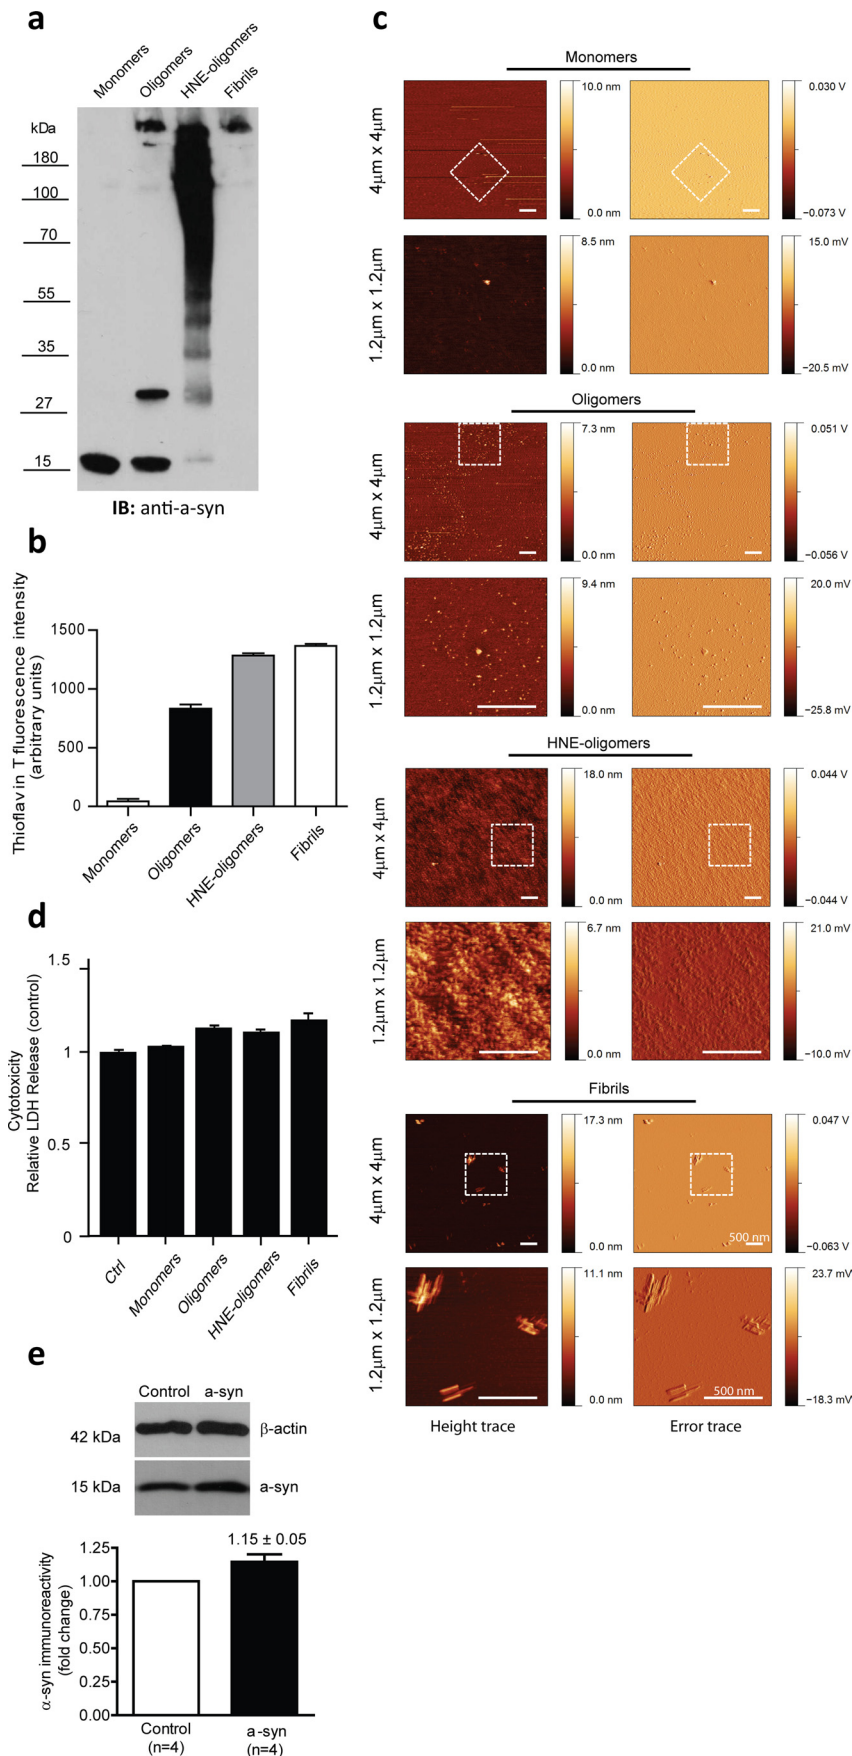 a
Monomers
Oligomers
HNE-oligomers
Fibrils
kDa
180
100
70
55
35
27
15
IB: anti-a-syn
b
Thioflavin T fluorescence intensity
(arbitrary units)
1500
1000
500
0
Monomers
Oligomers
HNE-oligomers
Fibrils
d
Cytotoxicity
Relative LDH Release (control)
1.5
1
0.5
0
Ctrl
Monomers
Oligomers
HNE-oligomers
Fibrils
e
Control a-syn
42 kDa β-actin
15 kDa a-syn
α-syn immunoreactivity
(fold change)
1.15 ± 0.05
1.25
1.00
0.75
0.50
0.25
0.00
Control
(n=4)
a-syn
(n=4)
c
Monomers
4μm x 4μm
10.0 nm
0.0 nm
0.030 V
−0.073 V
1.2μm x 1.2μm
8.5 nm
0.0 nm
15.0 mV
−20.5 mV
Oligomers
4μm x 4μm
7.3 nm
0.0 nm
0.051 V
−0.056 V
1.2μm x 1.2μm
9.4 nm
0.0 nm
20.0 mV
−25.8 mV
HNE-oligomers
4μm x 4μm
18.0 nm
0.0 nm
0.044 V
−0.044 V
1.2μm x 1.2μm
6.7 nm
0.0 nm
21.0 mV
−10.0 mV
Fibrils
4μm x 4μm
17.3 nm
0.0 nm
500 nm
0.047 V
−0.063 V
1.2μm x 1.2μm
11.1 nm
0.0 nm
500 nm
23.7 mV
−18.3 mV
Height trace
Error trace